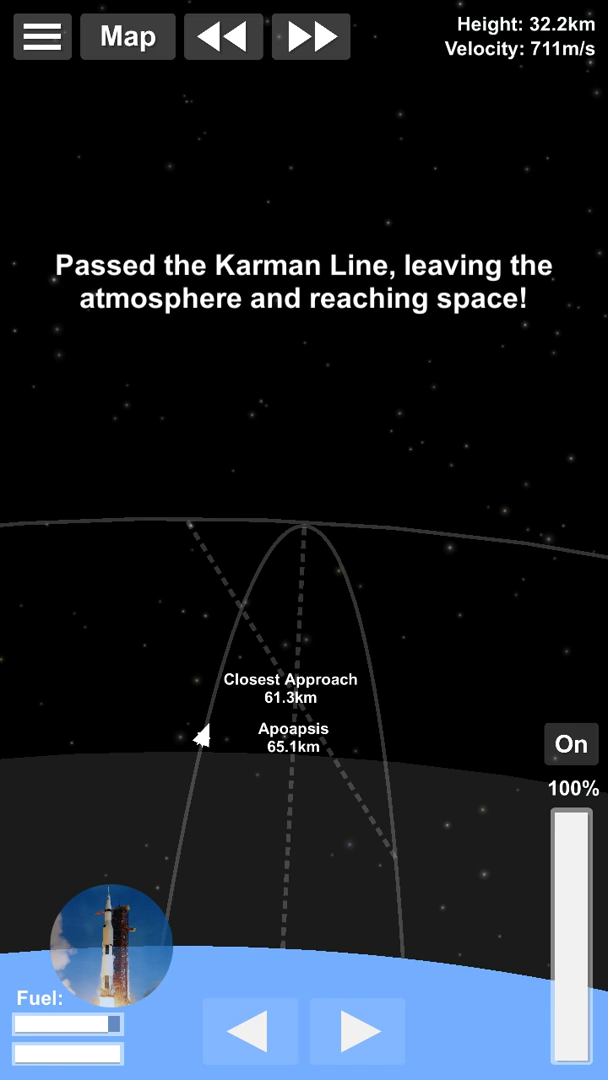 Map
Height: 32.2km
Velocity: 711m/s
Passed the Karman Line, leaving the
atmosphere and reaching space!
Closest Approach
61.3km
Apoapsis
65.1km
On
100%
Fuel: